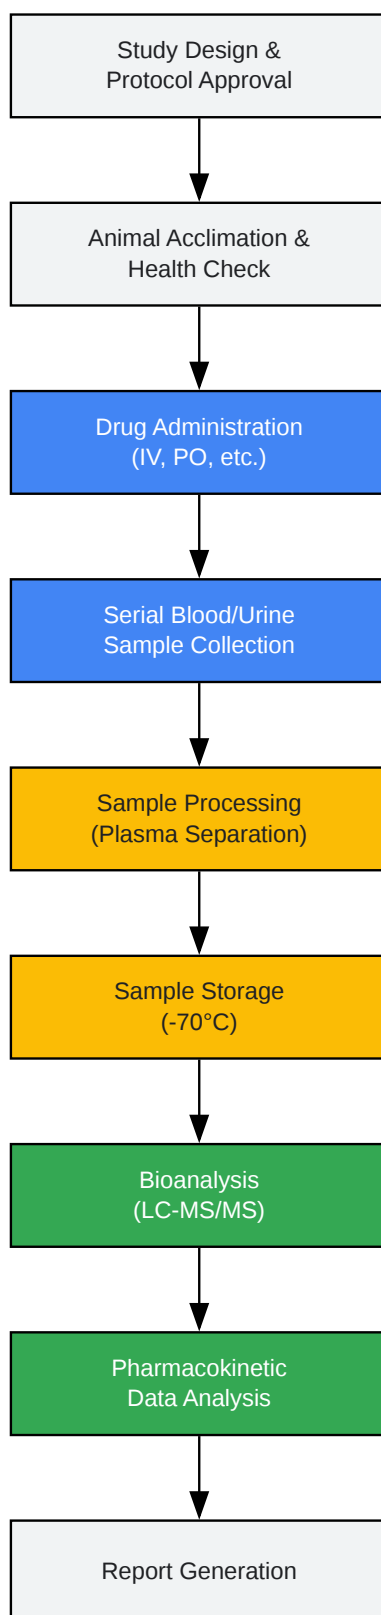 Study Design &
Protocol Approval
Animal Acclimation &
Health Check
Drug Administration
(IV, PO, etc.)
Serial Blood/Urine
Sample Collection
Sample Processing
(Plasma Separation)
Sample Storage
(-70°C)
Bioanalysis
(LC-MS/MS)
Pharmacokinetic
Data Analysis
Report Generation